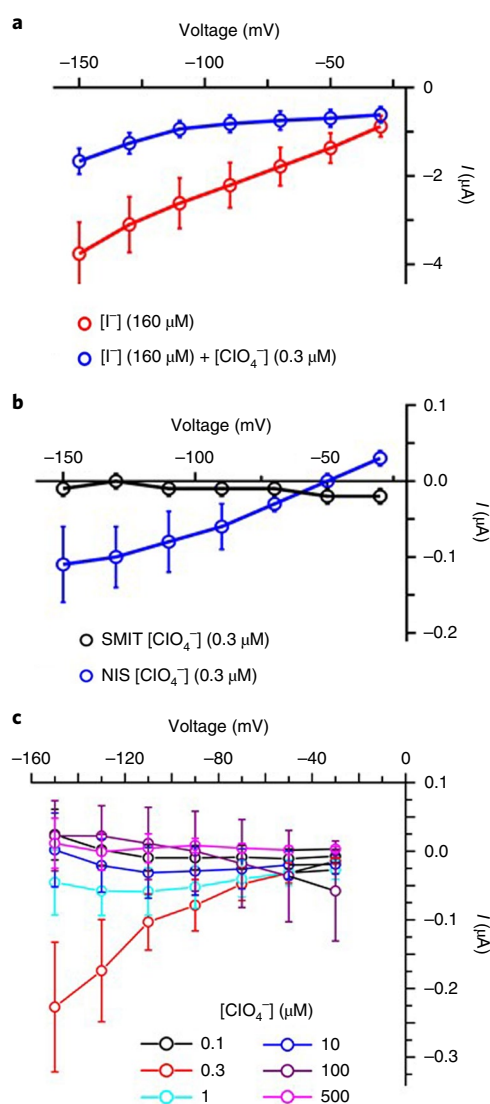 a
Voltage (mV)
−150 −100 −50
0
−2
−4
I (μA)
[I⁻] (160 μM)
[I⁻] (160 μM) + [ClO₄⁻] (0.3 μM)
b
Voltage (mV)
−150 −100 −50
0.1
0.0
−0.1
−0.2
I (μA)
SMIT [ClO₄⁻] (0.3 μM)
NIS [ClO₄⁻] (0.3 μM)
c
Voltage (mV)
−160 −120 −80 −40 0
0.1
0.0
−0.1
−0.2
−0.3
I (μA)
[ClO₄⁻] (μM)
0.1 10
0.3 100
1 500